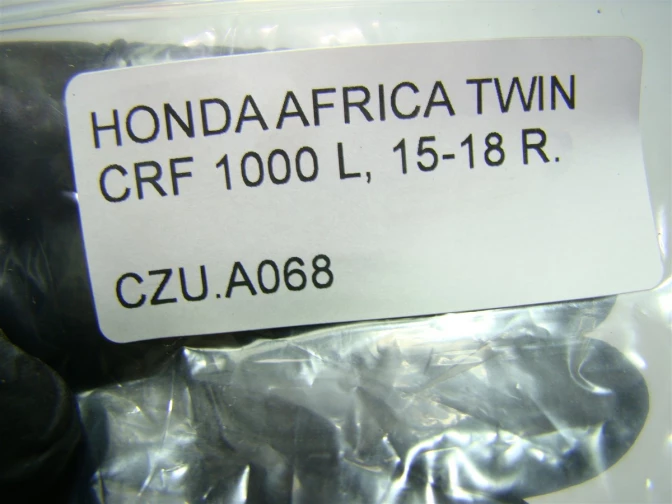 HONDA AFRICA TWIN
CRF 1000 L, 15-18 R.
CZU.A068